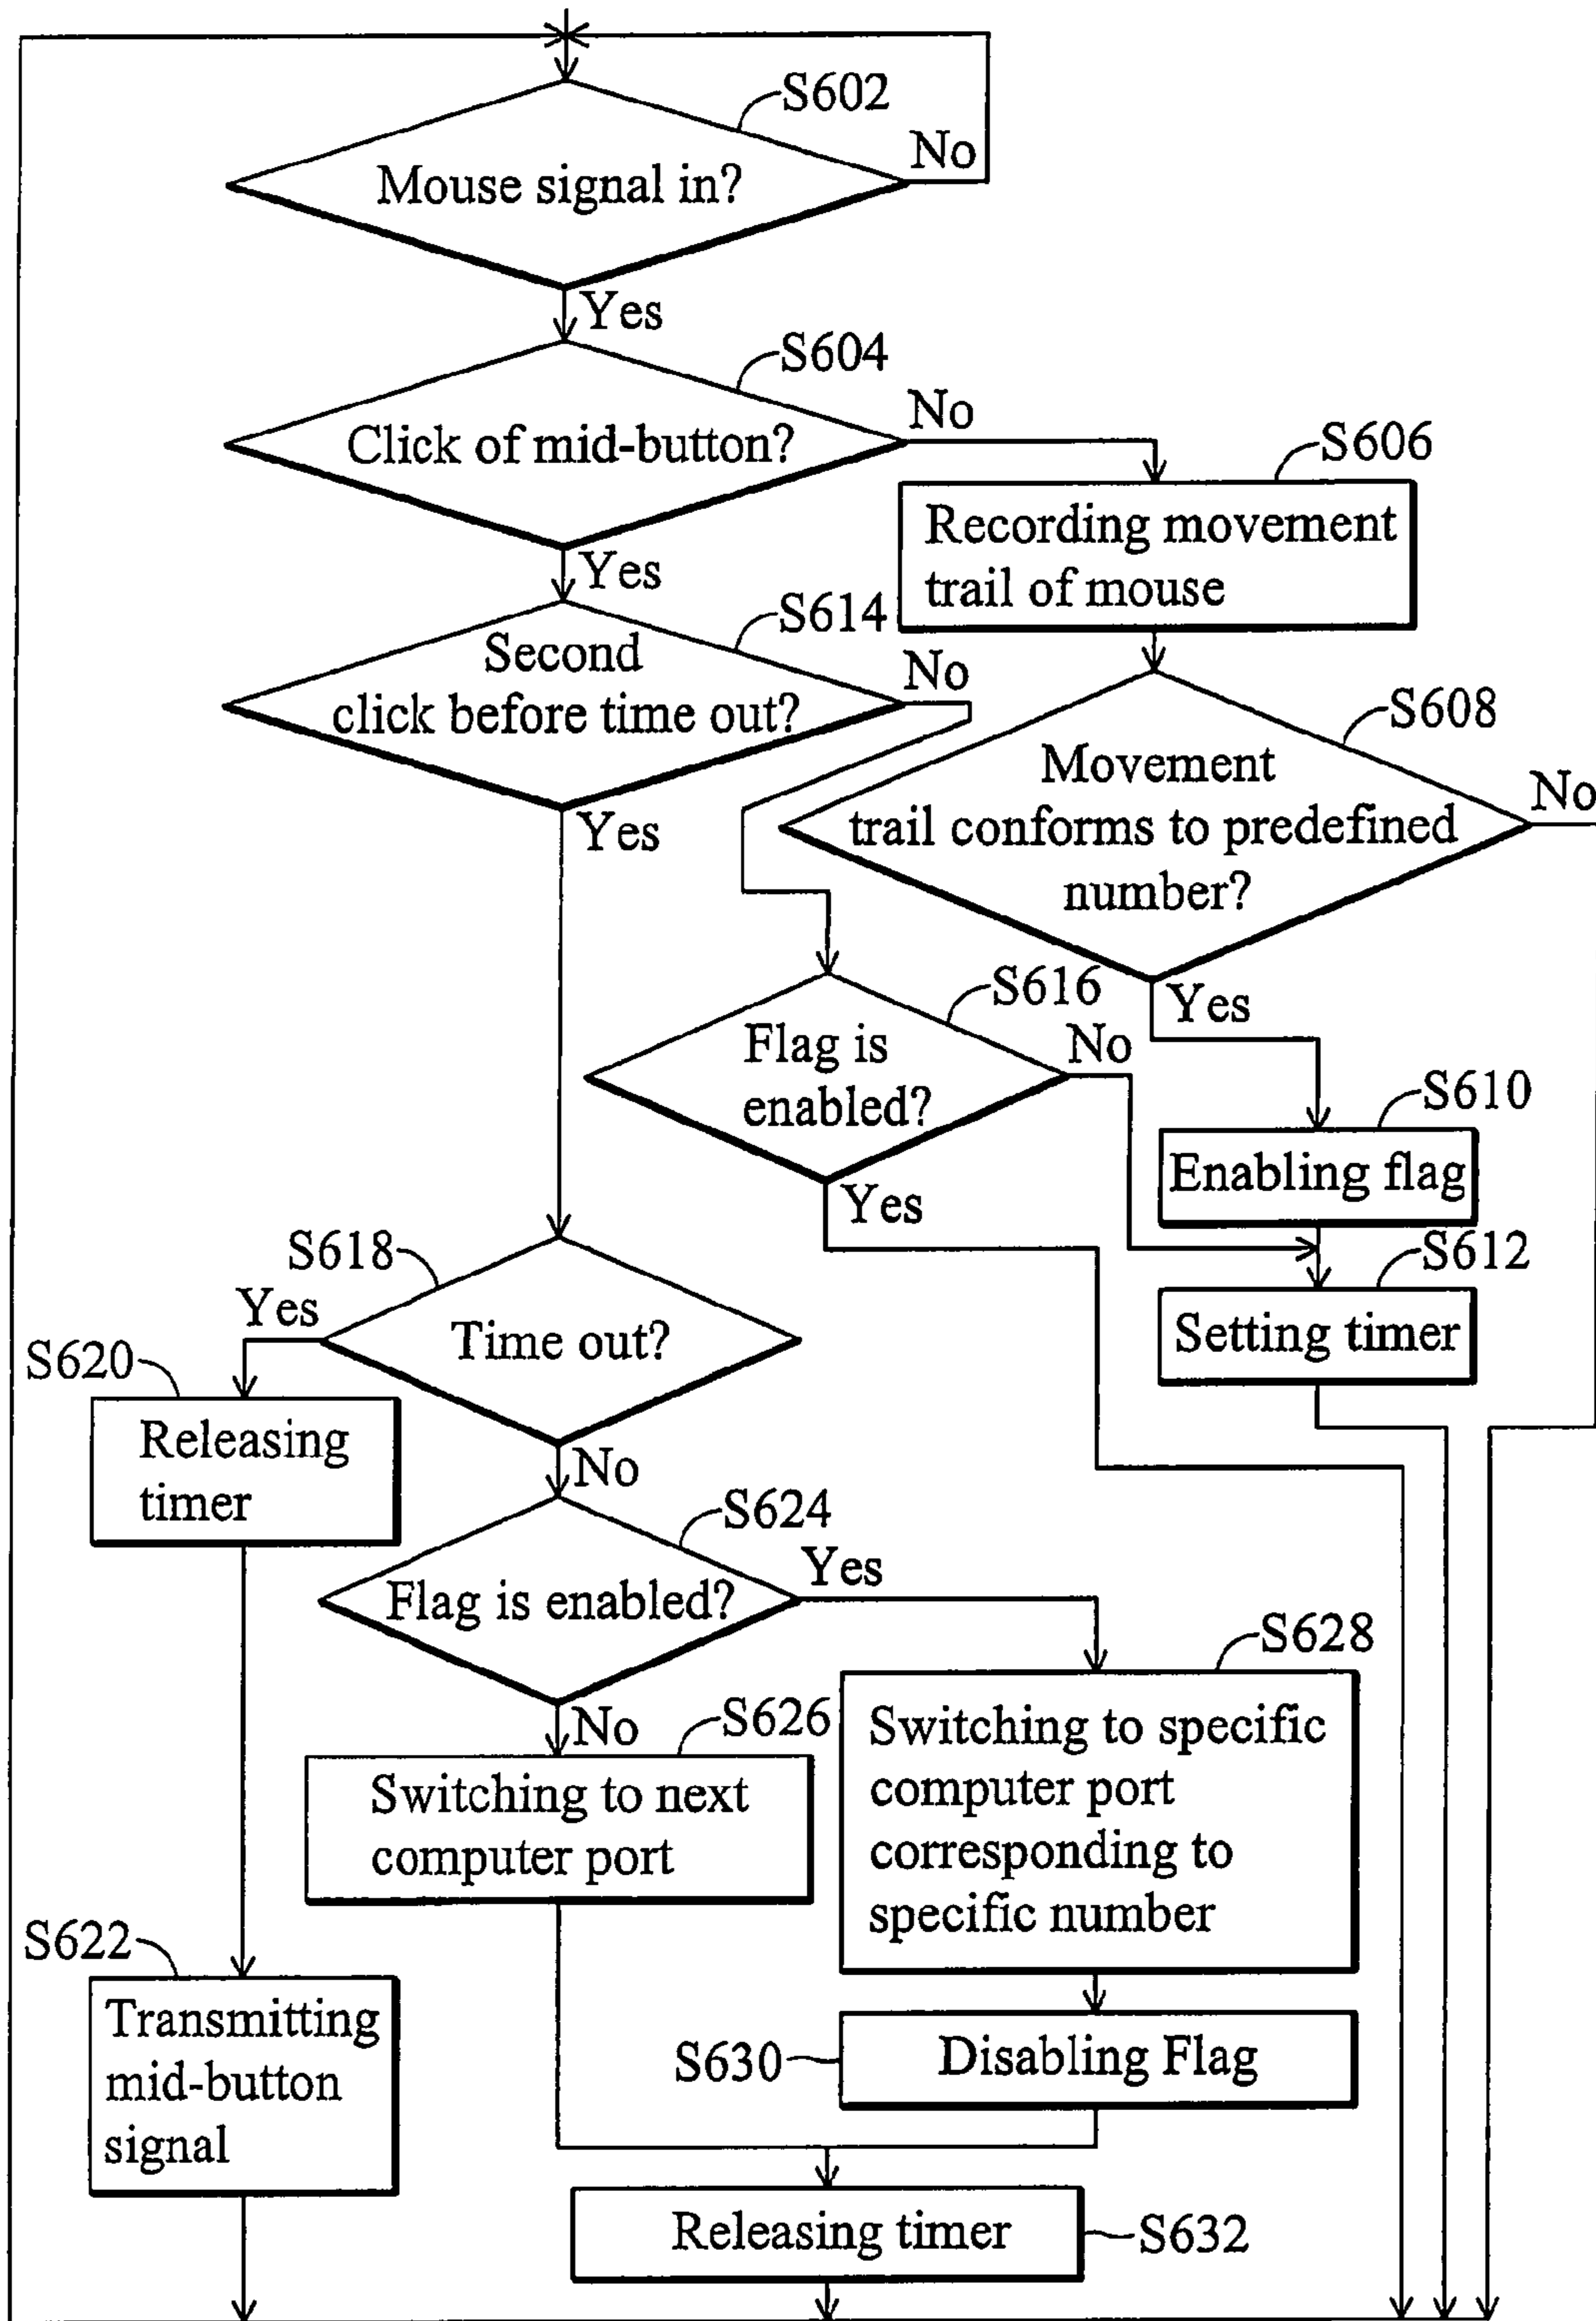 S602
No
Mouse signal in?
Yes
S604
No
Click of mid-button?
S606
Recording movement
trail of mouse
Yes
S614
Second
click before time out?
No
S608
Movement
trail conforms to predefined
number?
No
Yes
S616
Yes
Flag is
enabled?
No
S610
Enabling flag
Yes
S618
S612
Yes
Time out?
Setting timer
S620
Releasing
timer
No
S624
Yes
Flag is enabled?
S628
No
S626
Switching to next
computer port
Switching to specific
computer port
corresponding to
specific number
S622
Transmitting
mid-button
signal
S630
Disabling Flag
Releasing timer
S632